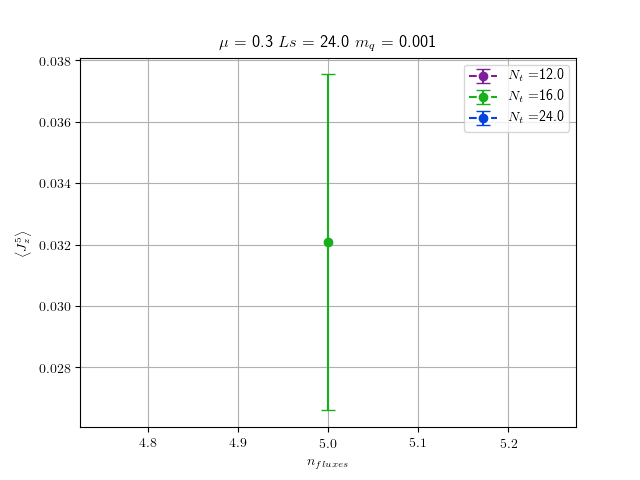 μ = 0.3 Ls = 24.0 m_q = 0.001
N_t =12.0
N_t =16.0
N_t =24.0
0.038
0.036
0.034
0.032
0.030
0.028
⟨J_z^5⟩
4.8 4.9 5.0 5.1 5.2
n_fluxes